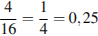 4/16 = 1/4 = 0,25